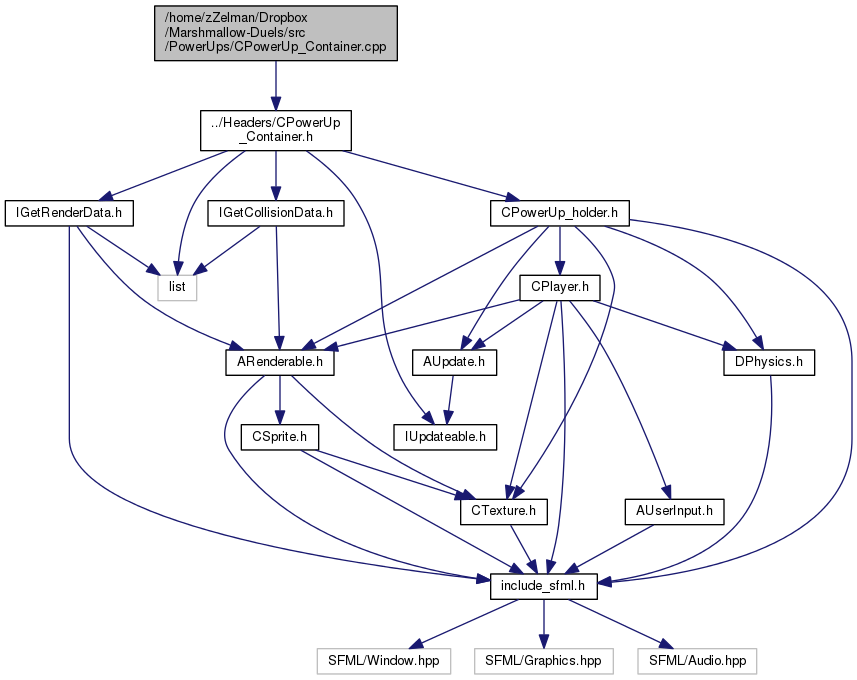 /home/zZelman/Dropbox
/Marshmallow-Duels/src
/PowerUps/CPowerUp_Container.cpp
../Headers/CPowerUp
_Container.h
IGetRenderData.h
IGetCollisionData.h
CPowerUp_holder.h
list
CPlayer.h
ARenderable.h
AUpdate.h
DPhysics.h
CSprite.h
IUpdateable.h
CTexture.h
AUserInput.h
include_sfml.h
SFML/Window.hpp
SFML/Graphics.hpp
SFML/Audio.hpp